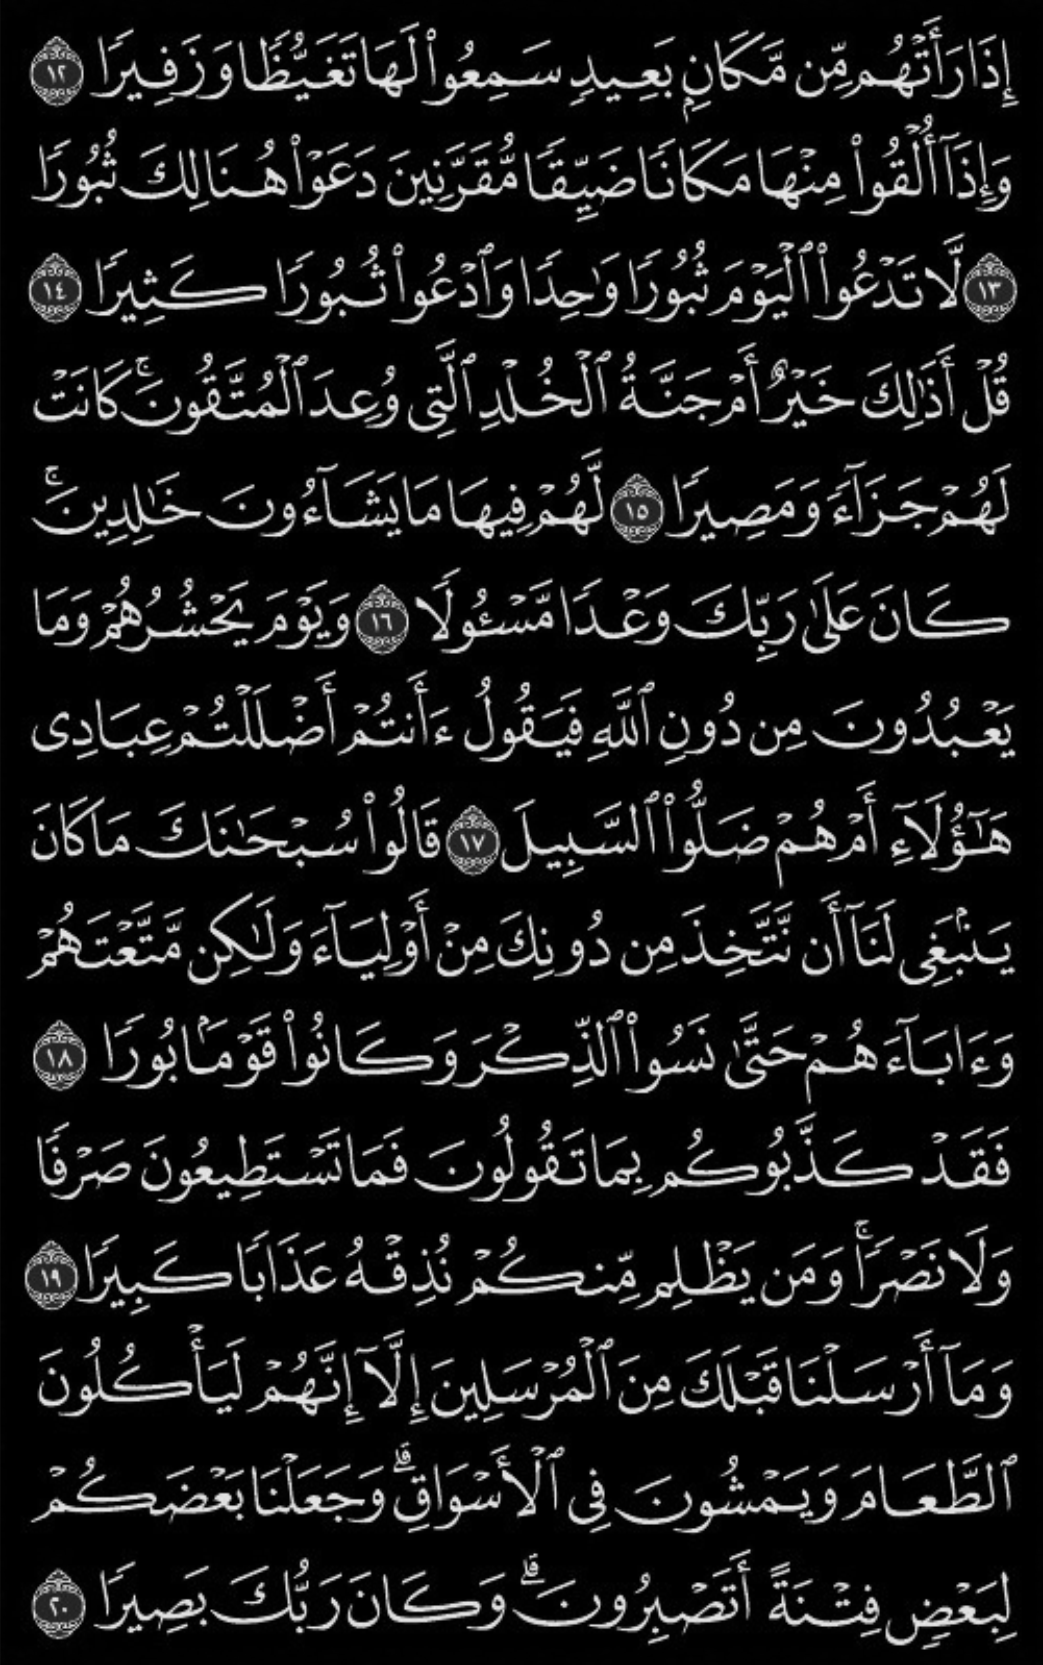 إِذَا رَأَتْهُم مِّن مَّكَانٍۭ بَعِيدٍ سَمِعُوا۟ لَهَا تَغَيُّظًا وَزَفِيرًا ١٢
وَإِذَآ أُلْقُوا۟ مِنْهَا مَكَانًا ضَيِّقًا مُّقَرَّنِينَ دَعَوْا۟ هُنَالِكَ ثُبُورًا
١٣ لَّا تَدْعُوا۟ ٱلْيَوْمَ ثُبُورًا وَٰحِدًا وَٱدْعُوا۟ ثُبُورًا كَثِيرًا ١٤
قُلْ أَذَٰلِكَ خَيْرٌ أَمْ جَنَّةُ ٱلْخُلْدِ ٱلَّتِى وُعِدَ ٱلْمُتَّقُونَ ۚ كَانَتْ
لَهُمْ جَزَآءً وَمَصِيرًا ١٥ لَّهُمْ فِيهَا مَا يَشَآءُونَ خَٰلِدِينَ ۚ
كَانَ عَلَىٰ رَبِّكَ وَعْدًا مَّسْـُٔولًا ١٦ وَيَوْمَ يَحْشُرُهُمْ وَمَا
يَعْبُدُونَ مِن دُونِ ٱللَّهِ فَيَقُولُ ءَأَنتُمْ أَضْلَلْتُمْ عِبَادِى
هَٰٓؤُلَآءِ أَمْ هُمْ ضَلُّوا۟ ٱلسَّبِيلَ ١٧ قَالُوا۟ سُبْحَٰنَكَ مَا كَانَ
يَنۢبَغِى لَنَآ أَن نَّتَّخِذَ مِن دُونِكَ مِنْ أَوْلِيَآءَ وَلَٰكِن مَّتَّعْتَهُمْ
وَءَابَآءَهُمْ حَتَّىٰ نَسُوا۟ ٱلذِّكْرَ وَكَانُوا۟ قَوْمًۢا بُورًا ١٨
فَقَدْ كَذَّبُوكُم بِمَا تَقُولُونَ فَمَا تَسْتَطِيعُونَ صَرْفًا
وَلَا نَصْرًا ۚ وَمَن يَظْلِم مِّنكُمْ نُذِقْهُ عَذَابًا كَبِيرًا ١٩
وَمَآ أَرْسَلْنَا قَبْلَكَ مِنَ ٱلْمُرْسَلِينَ إِلَّآ إِنَّهُمْ لَيَأْكُلُونَ
ٱلطَّعَامَ وَيَمْشُونَ فِى ٱلْأَسْوَاقِ ۗ وَجَعَلْنَا بَعْضَكُمْ
لِبَعْضٍ فِتْنَةً أَتَصْبِرُونَ ۗ وَكَانَ رَبُّكَ بَصِيرًا ٢٠